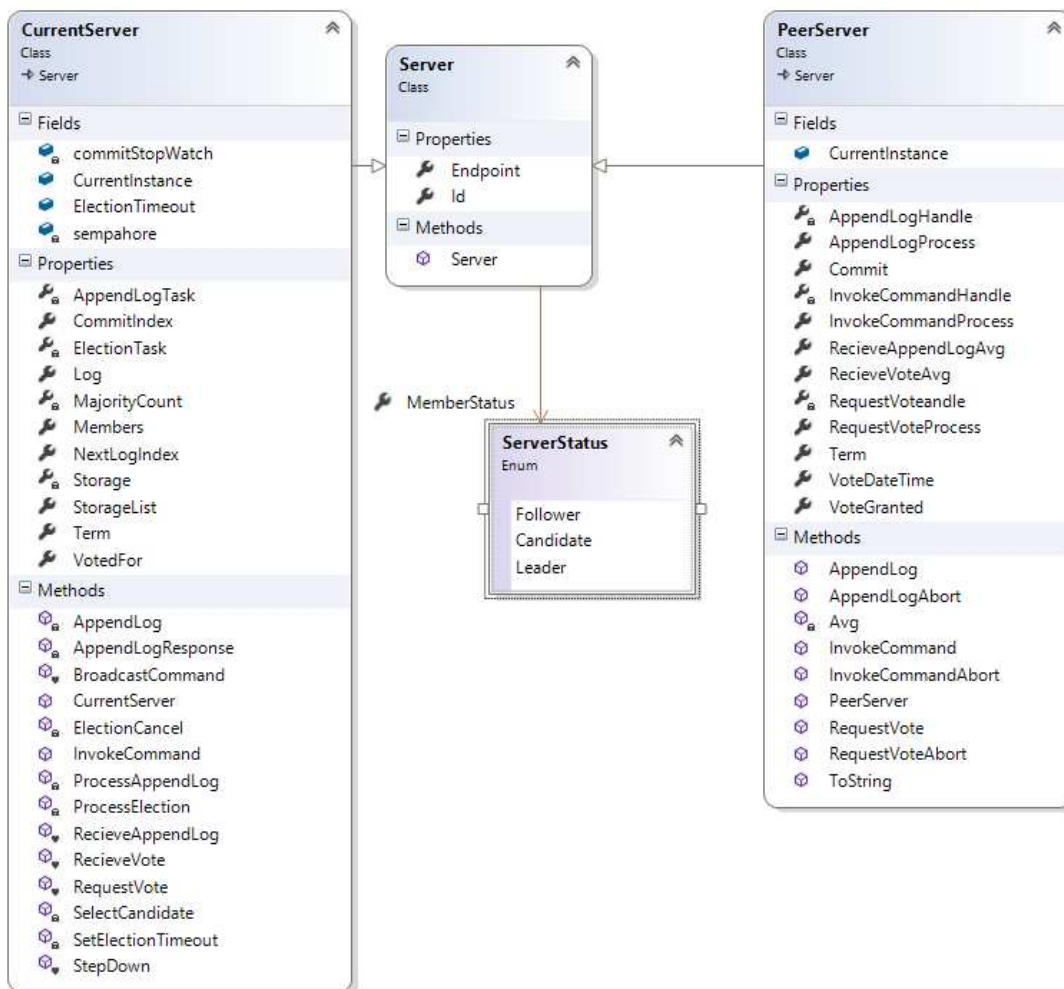 CurrentServer
Class
Server
Fields
commitStopWatch
CurrentInstance
ElectionTimeout
sempahore
Properties
AppendLogTask
CommitIndex
ElectionTask
Log
MajorityCount
Members
NextLogIndex
Storage
StorageList
Term
VotedFor
Methods
AppendLog
AppendLogResponse
BroadcastCommand
CurrentServer
ElectionCancel
InvokeCommand
ProcessAppendLog
ProcessElection
RecieveAppendLog
RecieveVote
RequestVote
SelectCandidate
SetElectionTimeout
StepDown
Server
Class
Properties
Endpoint
Id
Methods
Server
MemberStatus
ServerStatus
Enum
Follower
Candidate
Leader
PeerServer
Class
Server
Fields
CurrentInstance
Properties
AppendLogHandle
AppendLogProcess
Commit
InvokeCommandHandle
InvokeCommandProcess
RecieveAppendLogAvg
RecieveVoteAvg
RequestVoteandle
RequestVoteProcess
Term
VoteDateTime
VoteGranted
Methods
AppendLog
AppendLogAbort
Avg
InvokeCommand
InvokeCommandAbort
PeerServer
RequestVote
RequestVoteAbort
ToString